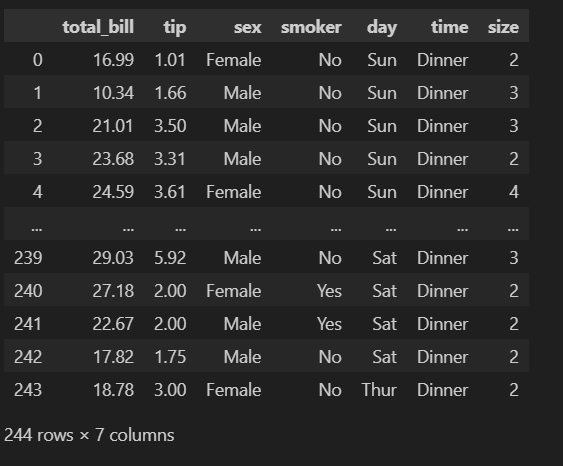 total_bill tip sex smoker day time size
0 16.99 1.01 Female No Sun Dinner 2
1 10.34 1.66 Male No Sun Dinner 3
2 21.01 3.50 Male No Sun Dinner 3
3 23.68 3.31 Male No Sun Dinner 2
4 24.59 3.61 Female No Sun Dinner 4
... ... ... ... ... ... ... ...
239 29.03 5.92 Male No Sat Dinner 3
240 27.18 2.00 Female Yes Sat Dinner 2
241 22.67 2.00 Male Yes Sat Dinner 2
242 17.82 1.75 Male No Sat Dinner 2
243 18.78 3.00 Female No Thur Dinner 2
244 rows × 7 columns